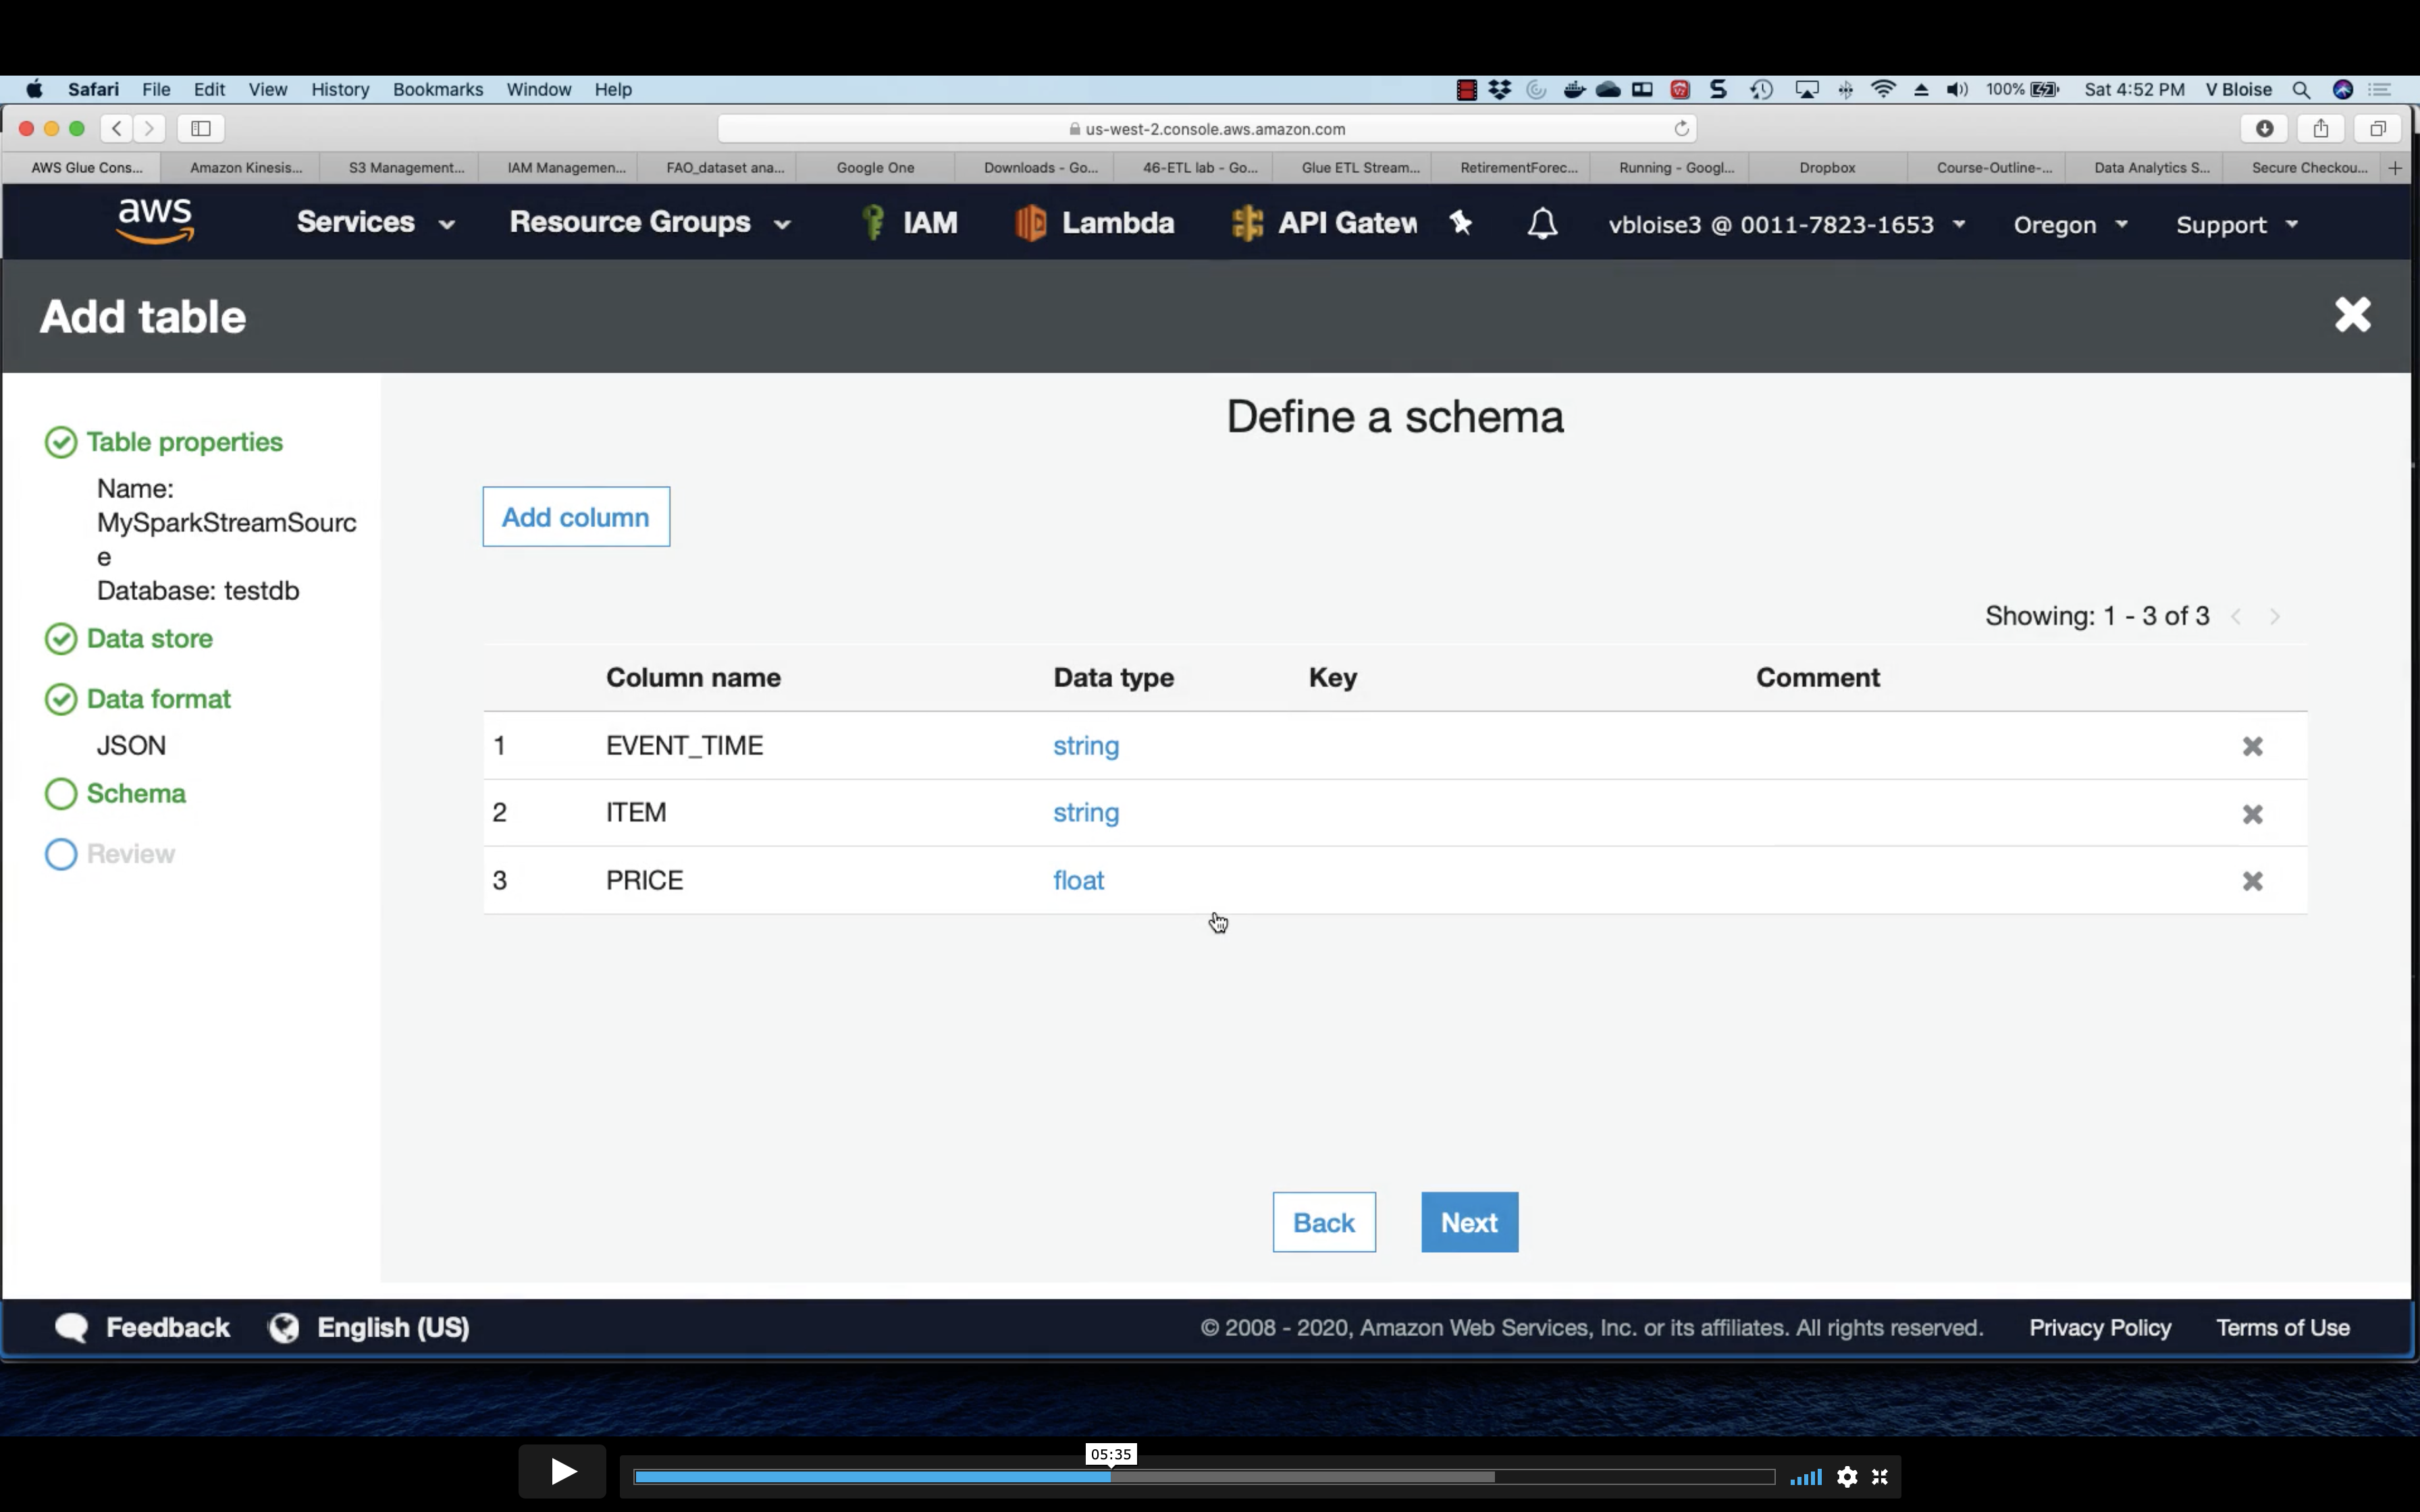 Safari File Edit View History Bookmarks Window Help 100% Sat 4:52 PM V Bloise
us-west-2.console.aws.amazon.com
AWS Glue Cons... Amazon Kinesis... S3 Management... IAM Managemen... FAO_dataset ana... Google One Downloads - Go... 46-ETL lab - Go... Glue ETL Stream... RetirementForec... Running - Googl... Dropbox Course-Outline-... Data Analytics S... Secure Checkou...
aws Services Resource Groups IAM Lambda API Gatew vbloise3 @ 0011-7823-1653 Oregon Support
Add table
Table properties
Name:
MySparkStreamSourc
e
Database: testdb
Data store
Data format
JSON
Schema
Review
Define a schema
Add column
Showing: 1 - 3 of 3
Column name Data type Key Comment
1 EVENT_TIME string
2 ITEM string
3 PRICE float
Back Next
Feedback English (US) © 2008 - 2020, Amazon Web Services, Inc. or its affiliates. All rights reserved. Privacy Policy Terms of Use
05:35